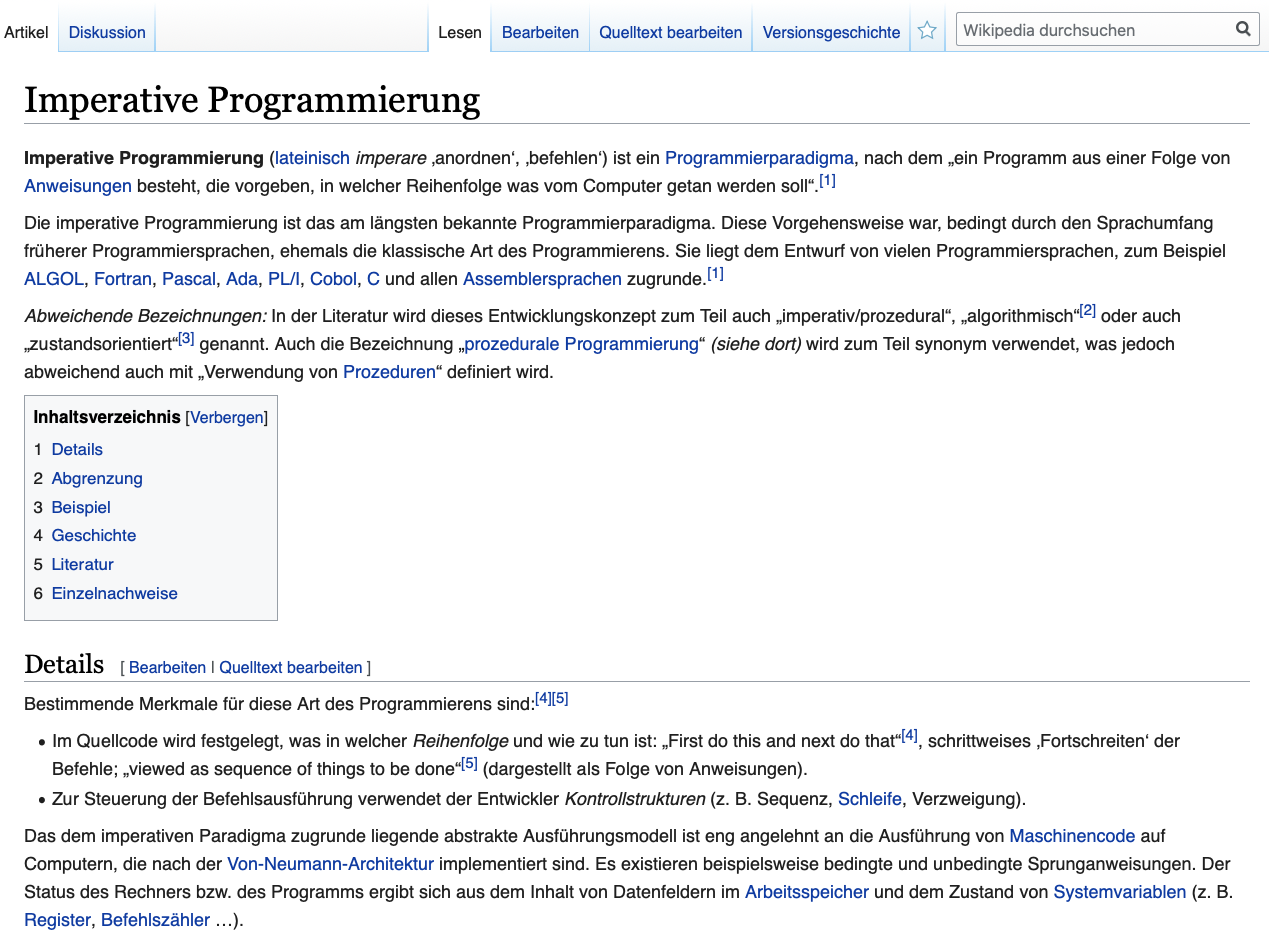 Artikel Diskussion Lesen Bearbeiten Quelltext bearbeiten Versionsgeschichte Wikipedia durchsuchen
Imperative Programmierung
Imperative Programmierung (lateinisch imperare ‚anordnen‘, ‚befehlen‘) ist ein Programmierparadigma, nach dem „ein Programm aus einer Folge von
Anweisungen besteht, die vorgeben, in welcher Reihenfolge was vom Computer getan werden soll“.[1]
Die imperative Programmierung ist das am längsten bekannte Programmierparadigma. Diese Vorgehensweise war, bedingt durch den Sprachumfang
früherer Programmiersprachen, ehemals die klassische Art des Programmierens. Sie liegt dem Entwurf von vielen Programmiersprachen, zum Beispiel
ALGOL, Fortran, Pascal, Ada, PL/I, Cobol, C und allen Assemblersprachen zugrunde.[1]
Abweichende Bezeichnungen: In der Literatur wird dieses Entwicklungskonzept zum Teil auch „imperativ/prozedural“, „algorithmisch“[2] oder auch
„zustandsorientiert“[3] genannt. Auch die Bezeichnung „prozedurale Programmierung“ (siehe dort) wird zum Teil synonym verwendet, was jedoch
abweichend auch mit „Verwendung von Prozeduren“ definiert wird.
Inhaltsverzeichnis [Verbergen]
1 Details
2 Abgrenzung
3 Beispiel
4 Geschichte
5 Literatur
6 Einzelnachweise
Details [ Bearbeiten | Quelltext bearbeiten ]
Bestimmende Merkmale für diese Art des Programmierens sind:[4][5]
• Im Quellcode wird festgelegt, was in welcher Reihenfolge und wie zu tun ist: „First do this and next do that“[4], schrittweises ‚Fortschreiten‘ der
Befehle; „viewed as sequence of things to be done“[5] (dargestellt als Folge von Anweisungen).
• Zur Steuerung der Befehlsausführung verwendet der Entwickler Kontrollstrukturen (z. B. Sequenz, Schleife, Verzweigung).
Das dem imperativen Paradigma zugrunde liegende abstrakte Ausführungsmodell ist eng angelehnt an die Ausführung von Maschinencode auf
Computern, die nach der Von-Neumann-Architektur implementiert sind. Es existieren beispielsweise bedingte und unbedingte Sprunganweisungen. Der
Status des Rechners bzw. des Programms ergibt sich aus dem Inhalt von Datenfeldern im Arbeitsspeicher und dem Zustand von Systemvariablen (z. B.
Register, Befehlszähler …).